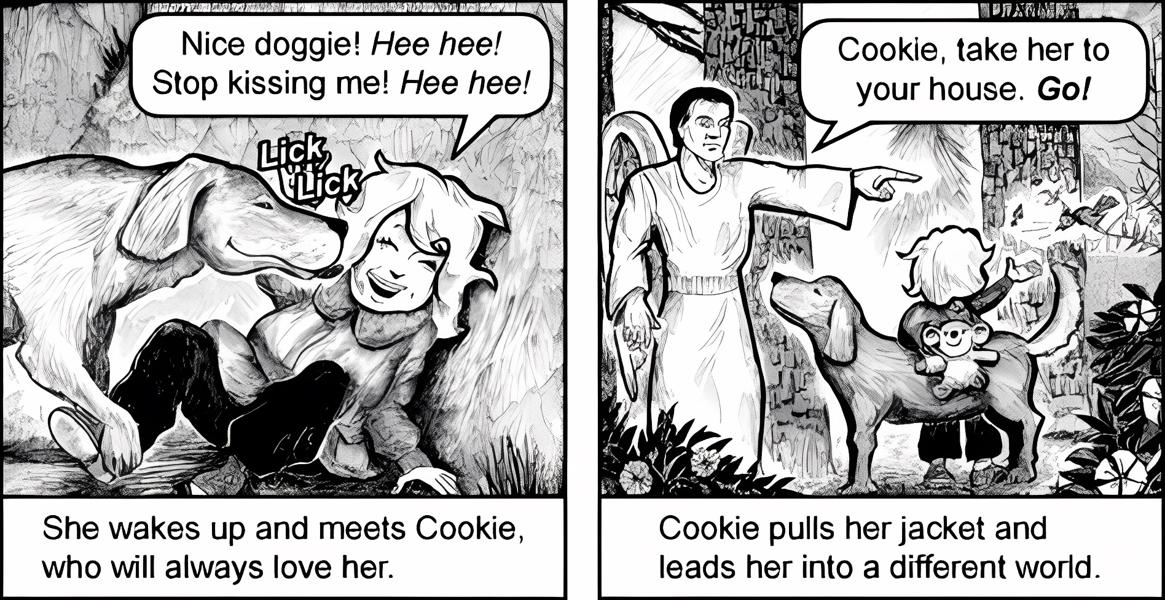 Nice doggie! Hee hee!
Stop kissing me! Hee hee!
Lick
Lick
She wakes up and meets Cookie,
who will always love her.
Cookie, take her to
your house. Go!
Cookie pulls her jacket and
leads her into a different world.